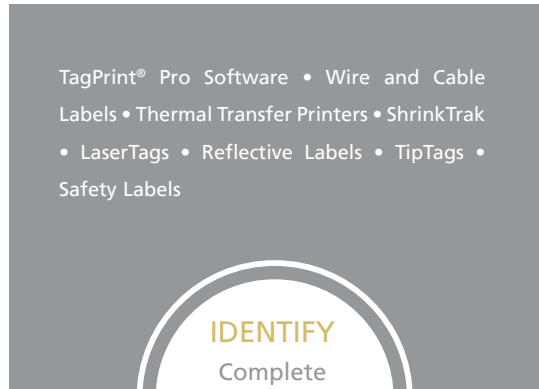 TagPrint® Pro Software • Wire and Cable
Labels • Thermal Transfer Printers • ShrinkTrak
• LaserTags • Reflective Labels • TipTags •
Safety Labels
IDENTIFY
Complete